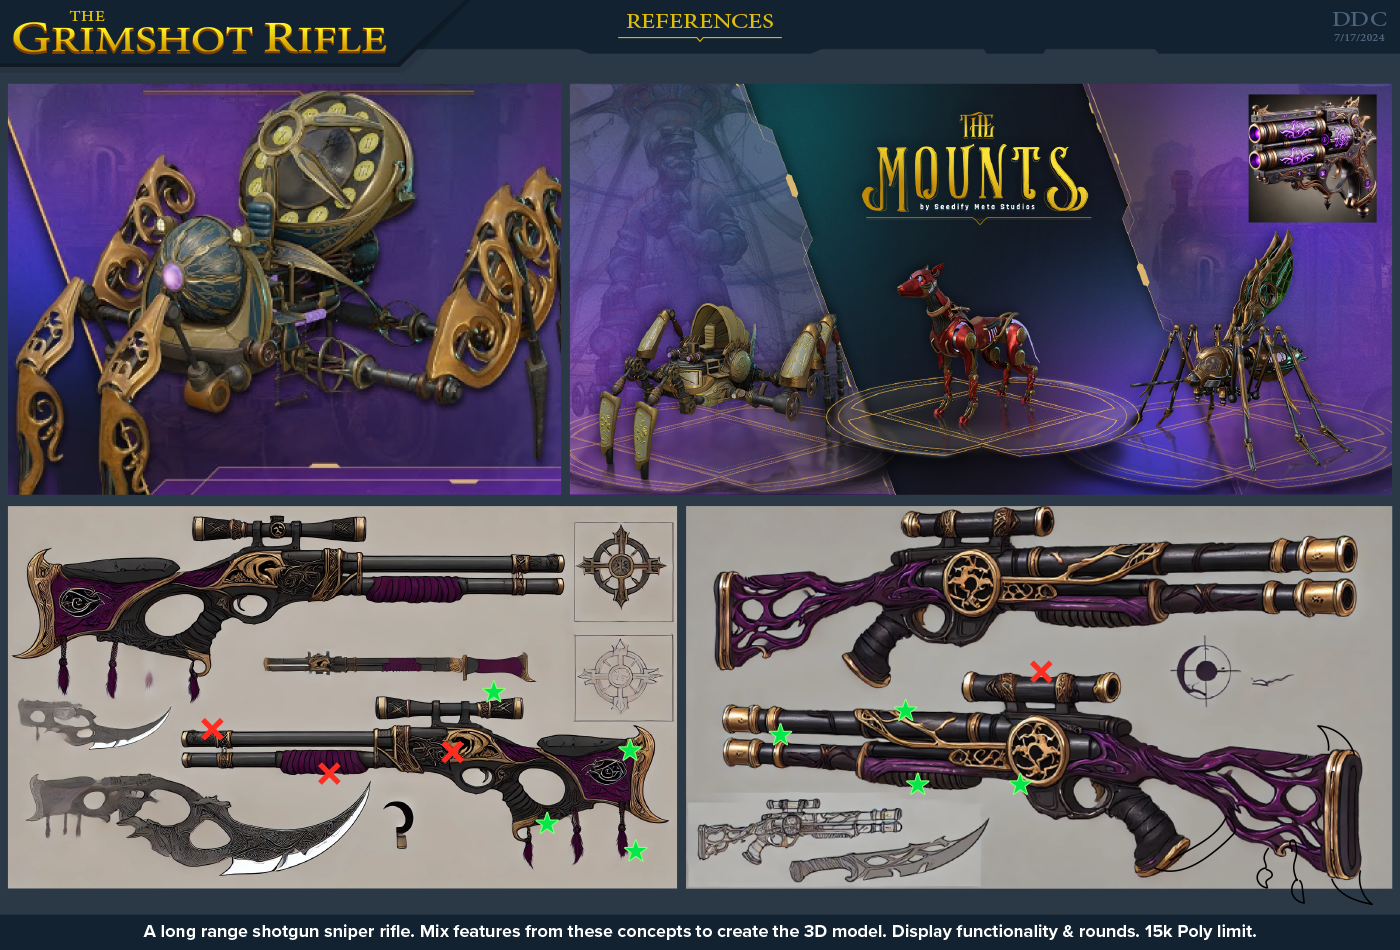 THE
GRIMSHOT RIFLE
REFERENCES
DDC
7/17/2024
THE
MOUNTS
by Seedify Meta Studios
A long range shotgun sniper rifle. Mix features from these concepts to create the 3D model. Display functionality & rounds. 15k Poly limit.